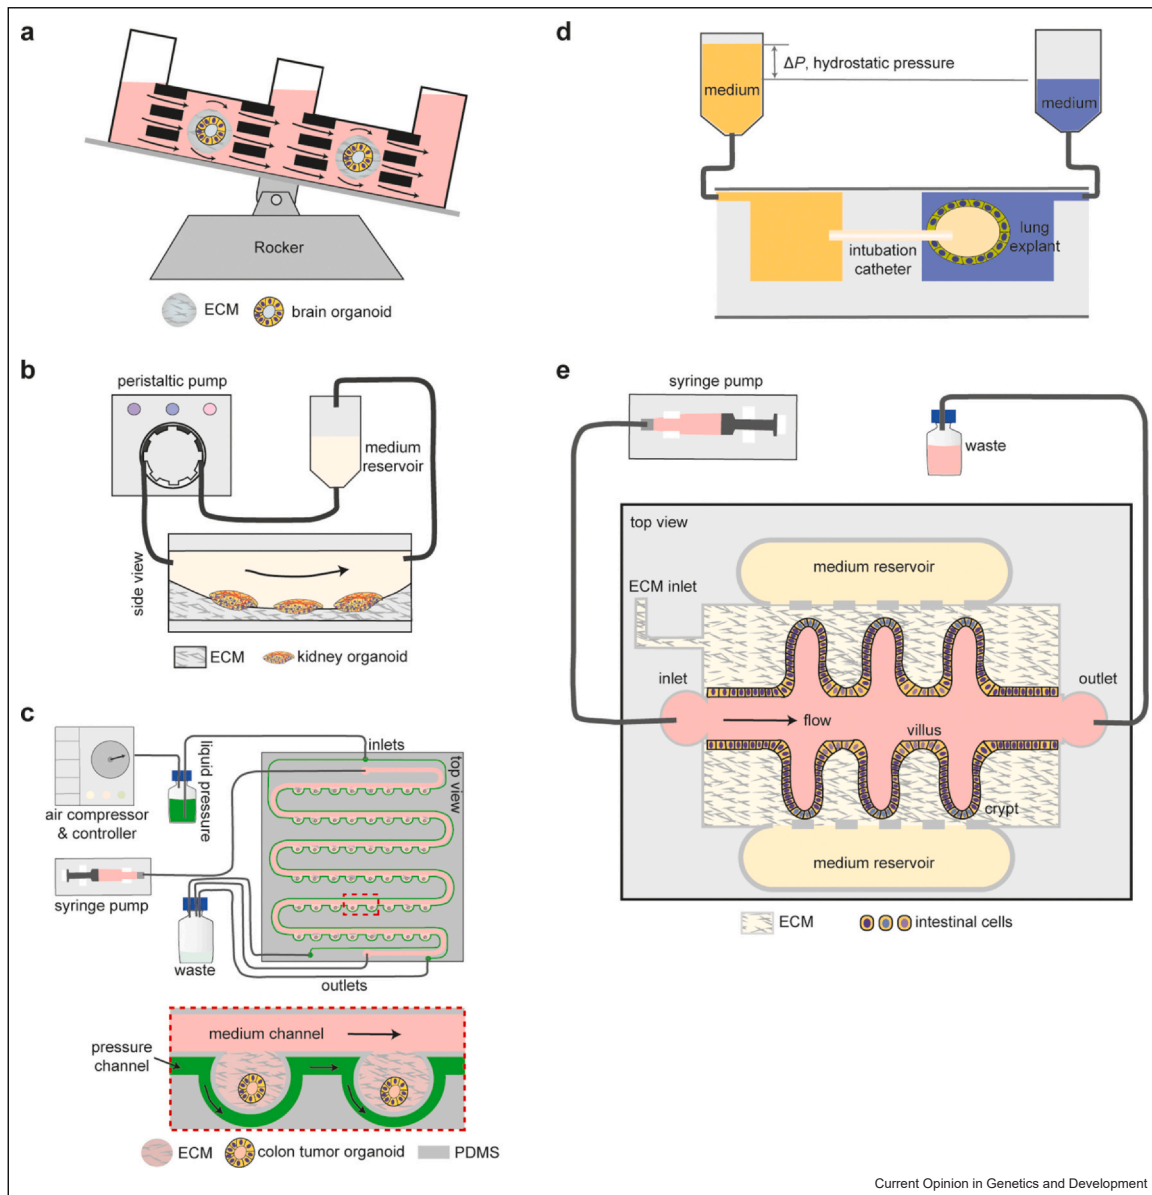 a
Rocker
ECM
brain organoid
b
peristaltic pump
medium
reservoir
side view
ECM
kidney organoid
c
inlets
liquid pressure
top view
air compressor
& controller
syringe pump
waste
outlets
medium channel
pressure
channel
ECM
colon tumor organoid
PDMS
d
ΔP, hydrostatic pressure
medium
medium
intubation
catheter
lung
explant
e
syringe pump
waste
top view
medium reservoir
ECM inlet
inlet
outlet
flow
villus
crypt
medium reservoir
ECM
intestinal cells
Current Opinion in Genetics and Development